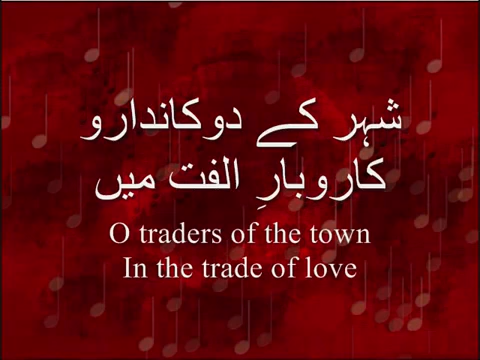 شہر کے دوکاندارو
کاروبارِ الفت میں
O traders of the town
In the trade of love